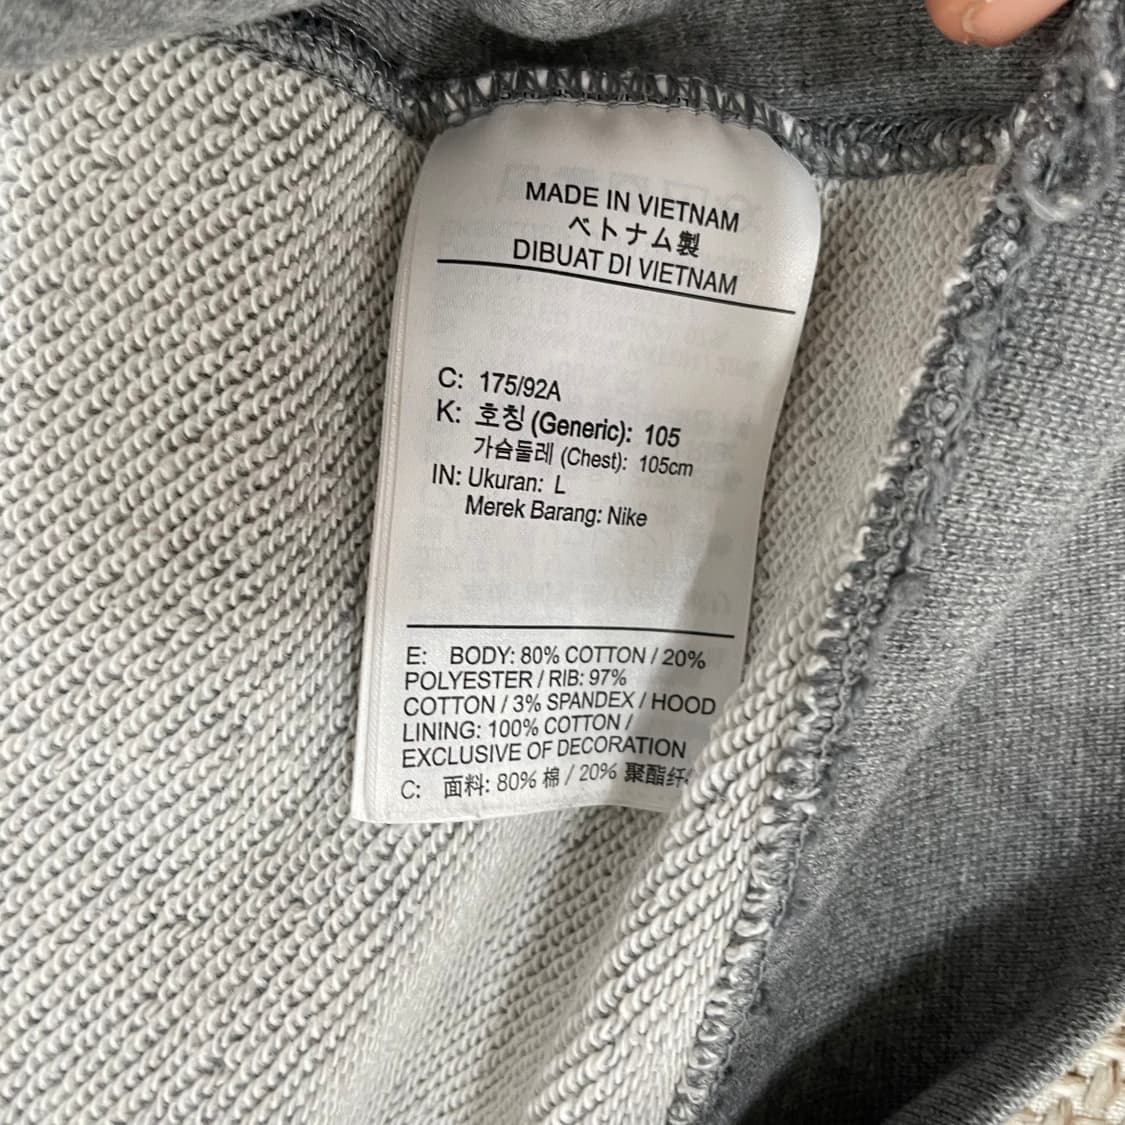 MADE IN VIETNAM
ベトナム製
DIBUAT DI VIETNAM
C: 175/92A
K: 호칭 (Generic): 105
가슴둘레 (Chest): 105cm
IN: Ukuran: L
Merek Barang: Nike
E: BODY: 80% COTTON / 20%
POLYESTER / RIB: 97%
COTTON / 3% SPANDEX / HOOD
LINING: 100% COTTON /
EXCLUSIVE OF DECORATION
C: 面料: 80% 棉 / 20% 聚酯纤